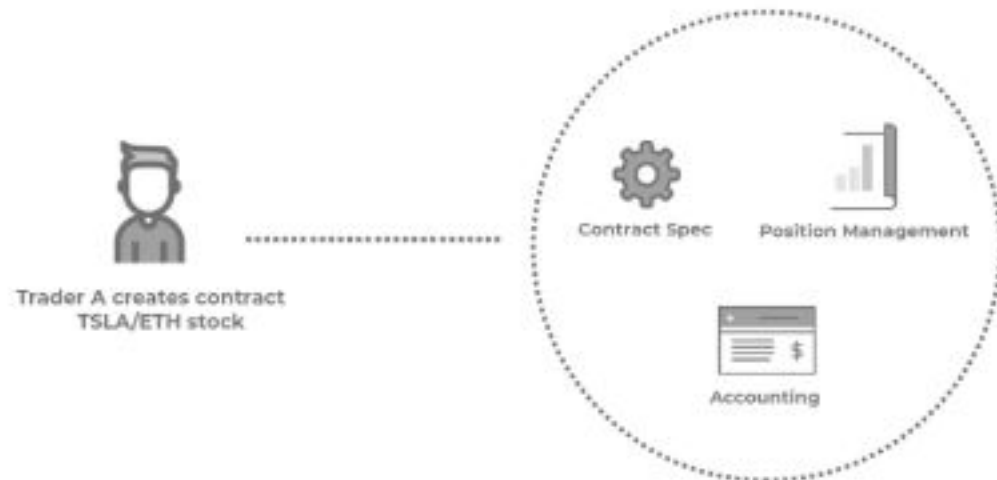 Contract Spec
Position Management
Trader A creates contract
TSLA/ETH stock
$
Accounting